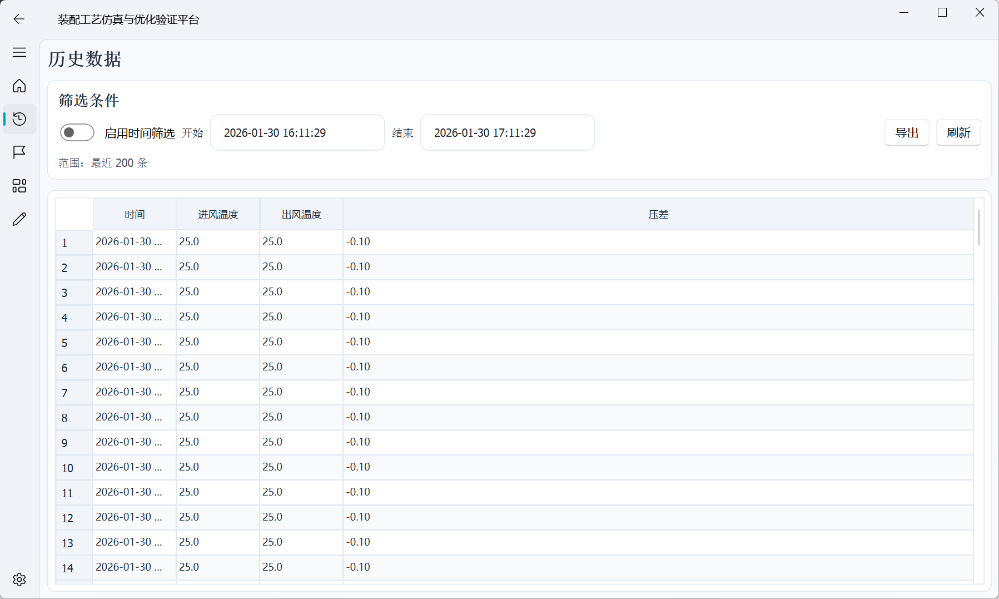 装配工艺仿真与优化验证平台
历史数据
筛选条件
启用时间筛选 开始 2026-01-30 16:11:29 结束 2026-01-30 17:11:29 导出 刷新
范围：最近 200 条
时间 进风温度 出风温度 压差
1 2026-01-30 ... 25.0 25.0 -0.10
2 2026-01-30 ... 25.0 25.0 -0.10
3 2026-01-30 ... 25.0 25.0 -0.10
4 2026-01-30 ... 25.0 25.0 -0.10
5 2026-01-30 ... 25.0 25.0 -0.10
6 2026-01-30 ... 25.0 25.0 -0.10
7 2026-01-30 ... 25.0 25.0 -0.10
8 2026-01-30 ... 25.0 25.0 -0.10
9 2026-01-30 ... 25.0 25.0 -0.10
10 2026-01-30 ... 25.0 25.0 -0.10
11 2026-01-30 ... 25.0 25.0 -0.10
12 2026-01-30 ... 25.0 25.0 -0.10
13 2026-01-30 ... 25.0 25.0 -0.10
14 2026-01-30 ... 25.0 25.0 -0.10